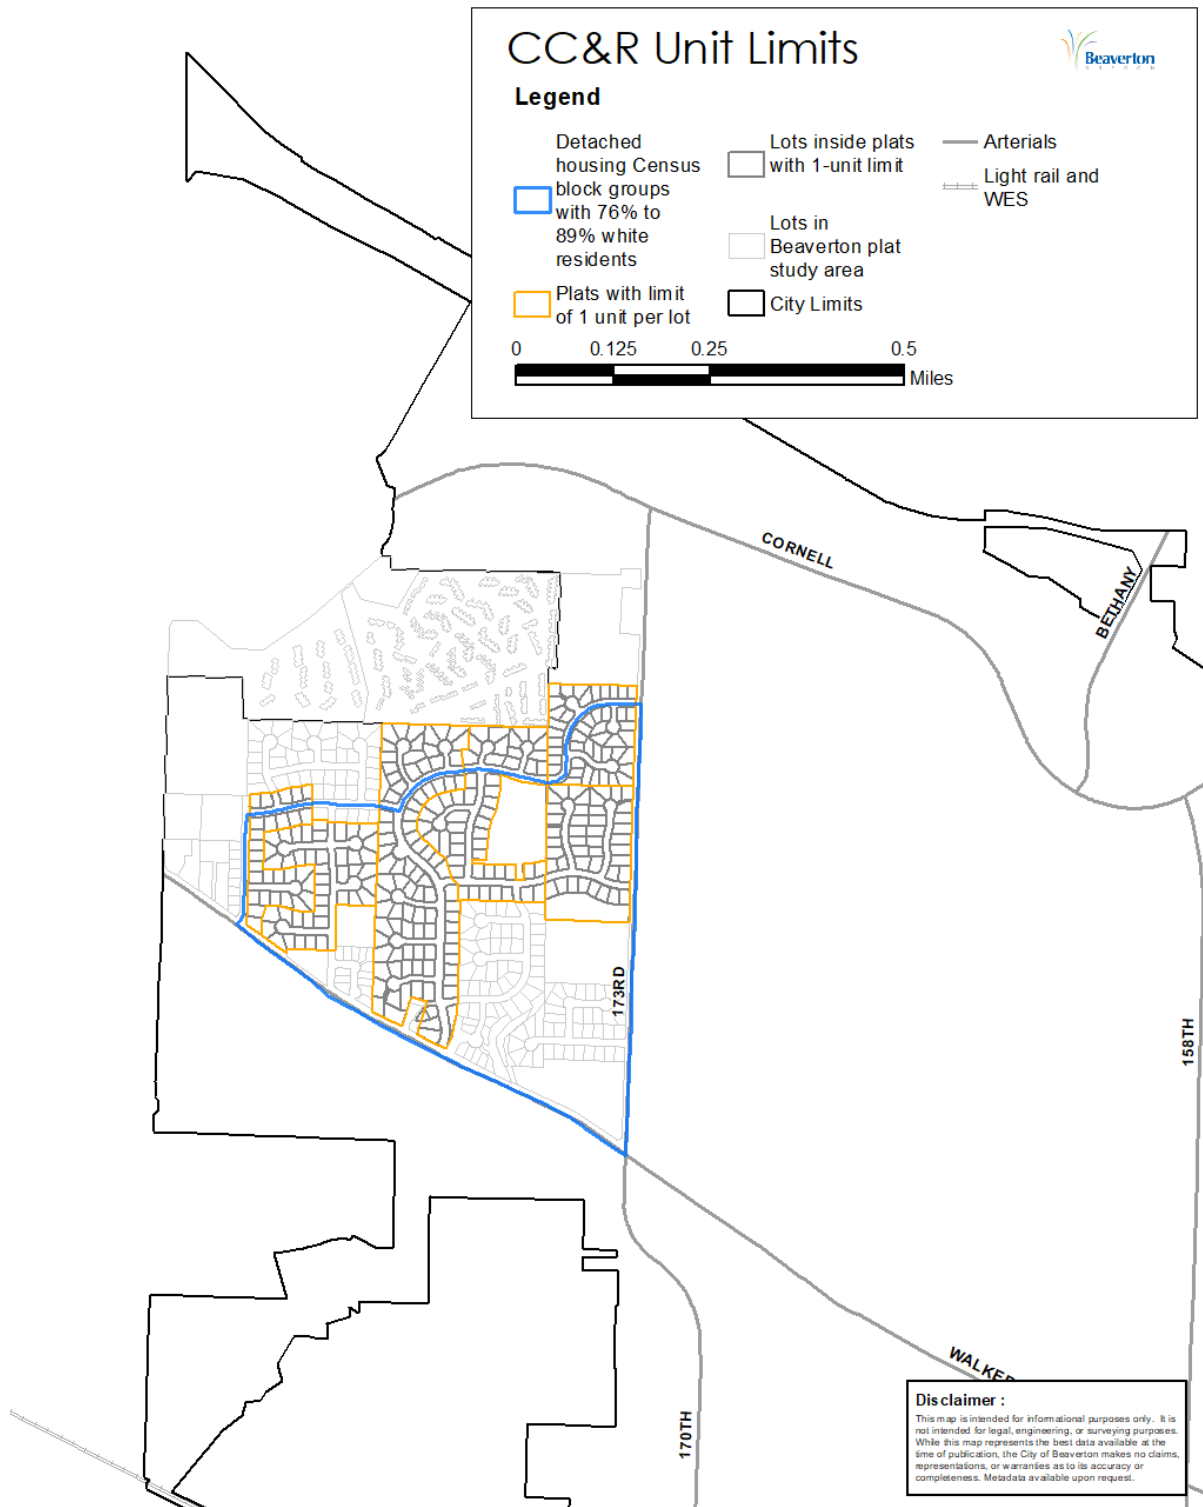 CC&R Unit Limits
Beaverton
OREGON
Legend
Detached
housing Census
block groups
with 76% to
89% white
residents
Plats with limit
of 1 unit per lot
Lots inside plats
with 1-unit limit
Lots in
Beaverton plat
study area
City Limits
Arterials
Light rail and
WES
0 0.125 0.25 0.5
Miles
CORNELL
BETHANY
173RD
158TH
WALKER
170TH
Disclaimer :
This map is intended for informational purposes only. It is
not intended for legal, engineering, or surveying purposes.
While this map represents the best data available at the
time of publication, the City of Beaverton makes no claims,
representations, or warranties as to its accuracy or
completeness. Metadata available upon request.